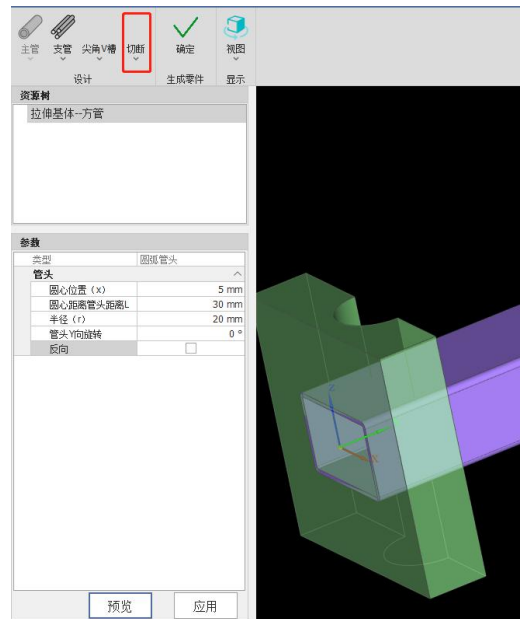 主管 支管 尖角V槽 切断 确定 视图
设计 生成零件 显示
资源树
拉伸基体--方管
参数
类型 圆弧管头
管头
圆心位置（x） 5 mm
圆心距离管头距离L 30 mm
半径（r） 20 mm
管头Y向旋转 0 °
反向
Z
X
预览 应用